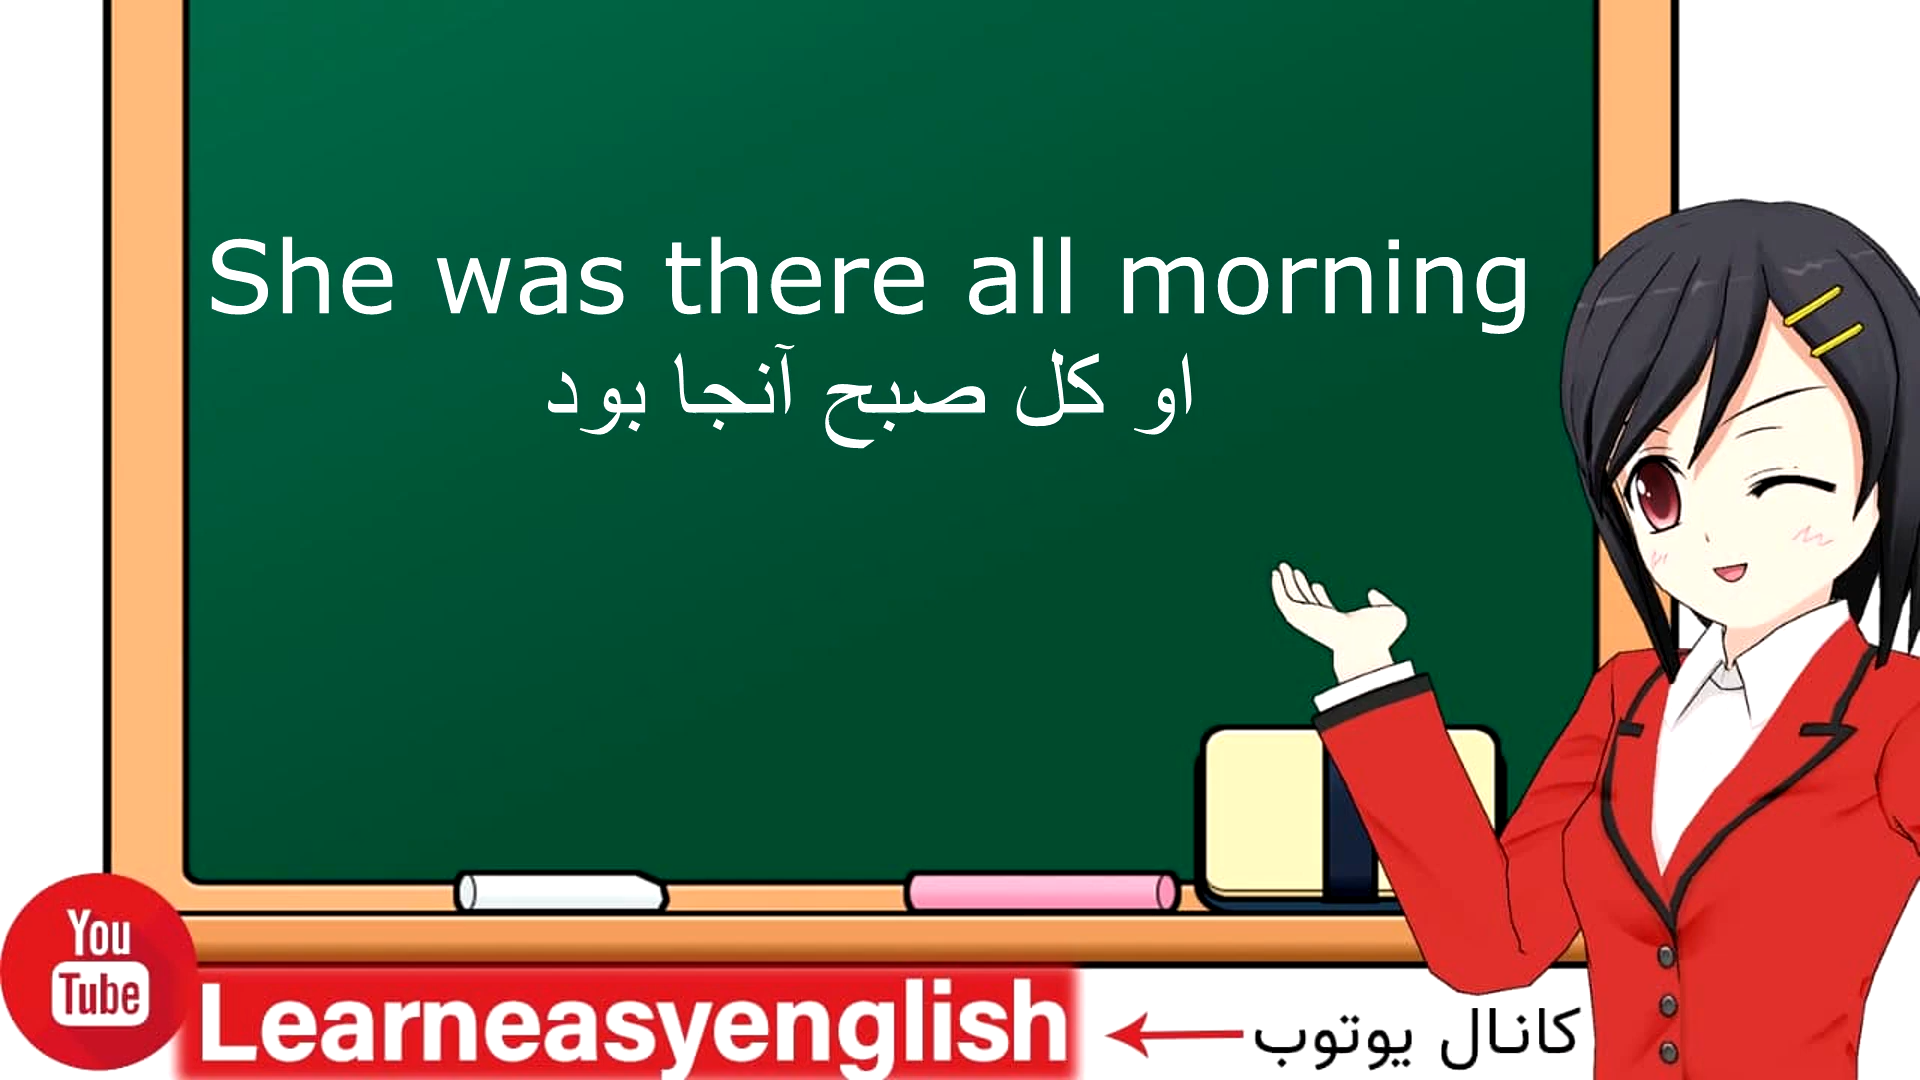 She was there all morning
او کل صبح آنجا بود
You
Tube
Learneasyenglish
کانال یوتوب